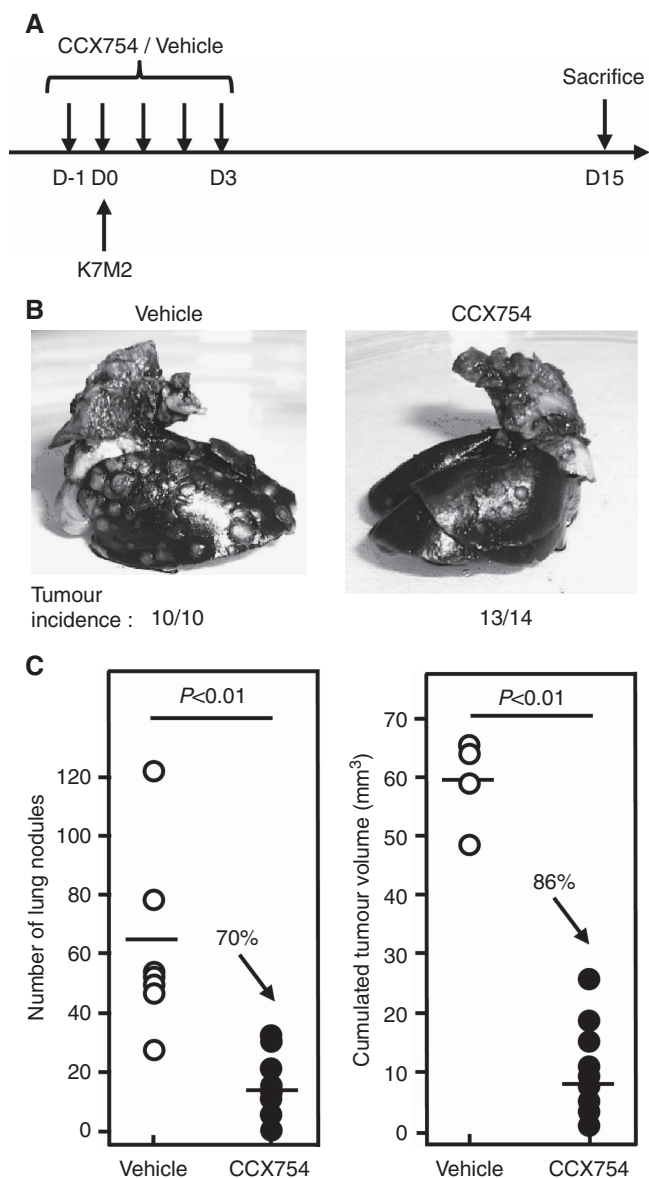 A
CCX754 / Vehicle
Sacrifice
D-1 D0
D3
D15
K7M2
B
Vehicle
CCX754
Tumour
incidence : 10/10
13/14
C
P<0.01
Number of lung nodules
120
100
80
60
40
20
0
70%
Vehicle
CCX754
P<0.01
Cumulated tumour volume (mm³)
70
60
50
40
30
20
10
0
86%
Vehicle
CCX754